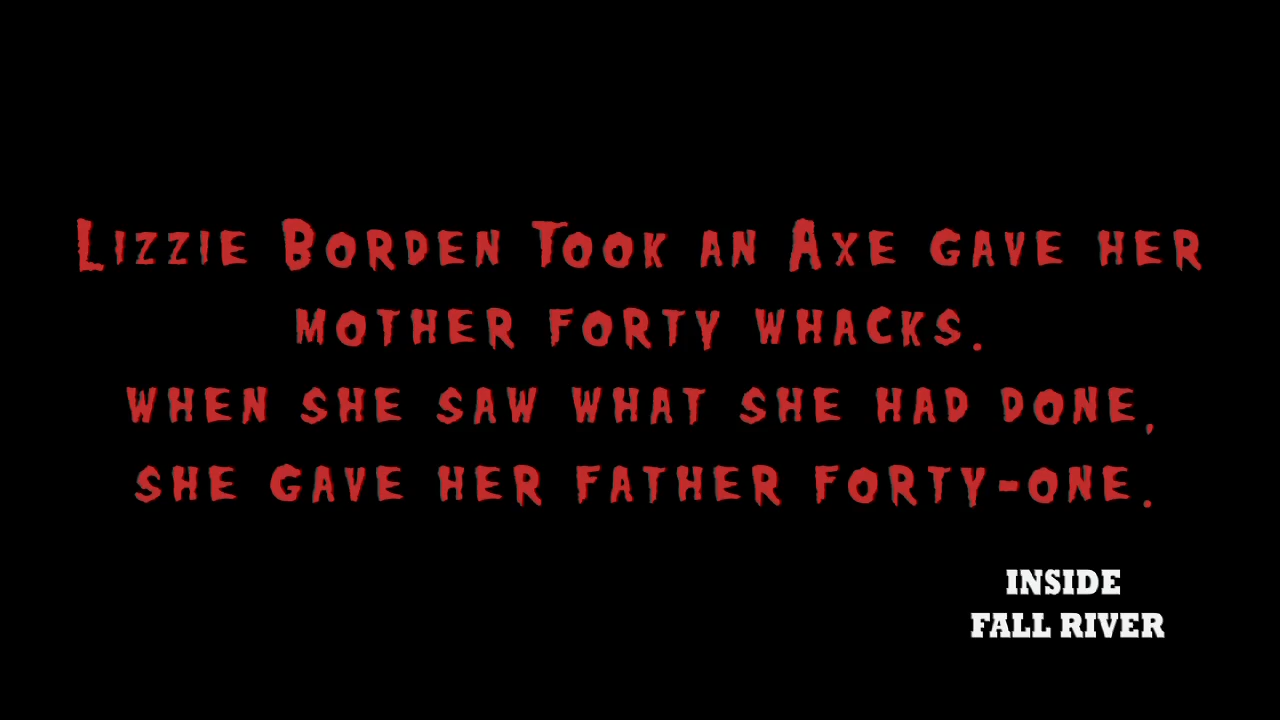 Lizzie Borden Took an Axe gave her
mother forty whacks.
when she saw what she had done,
she gave her father forty-one.
INSIDE
FALL RIVER